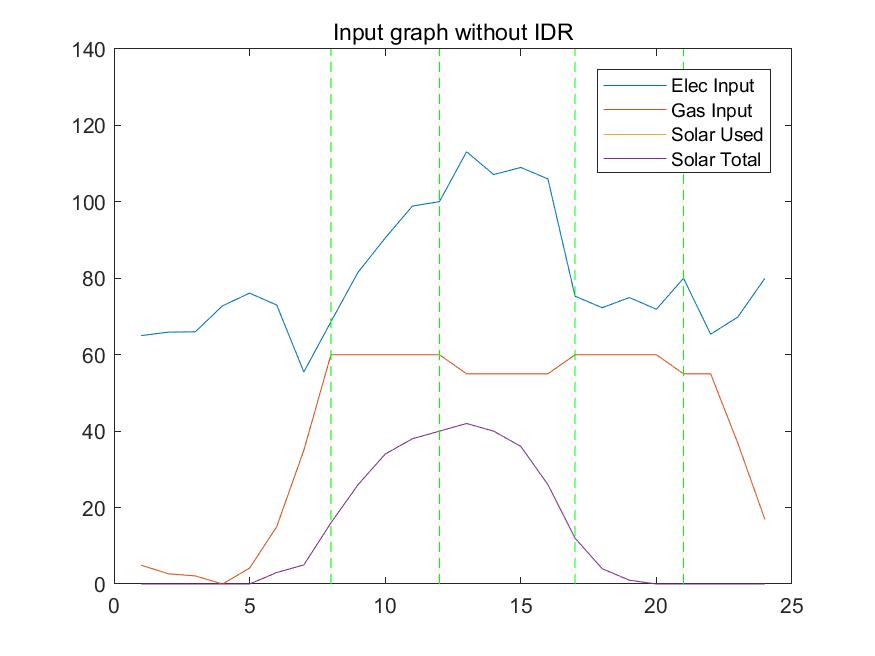 Input graph without IDR
140
120
100
80
60
40
20
0
0 5 10 15 20 25
Elec Input
Gas Input
Solar Used
Solar Total